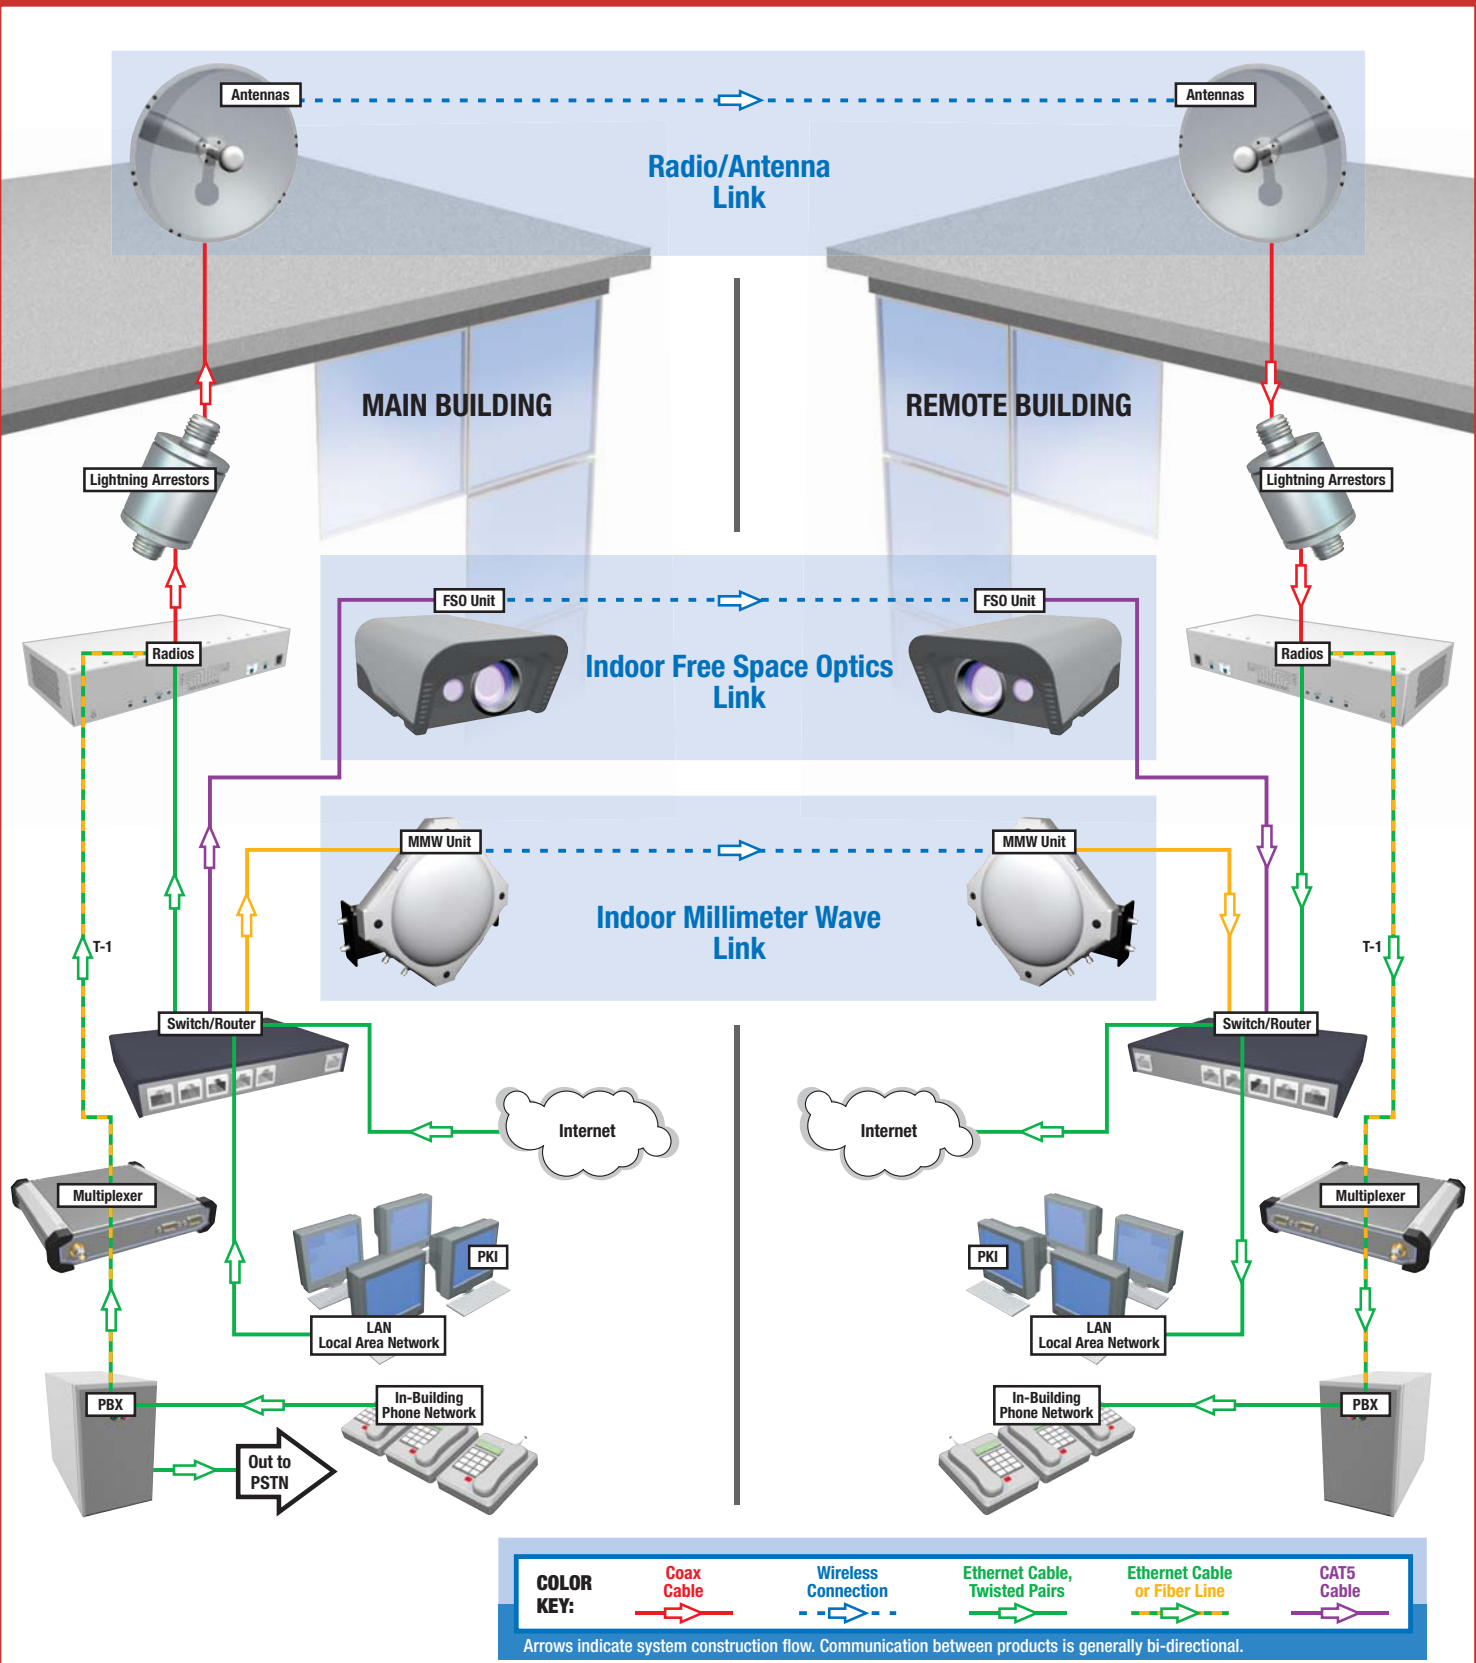 Antennas
Antennas
Radio/Antenna
Link
MAIN BUILDING
REMOTE BUILDING
Lightning Arrestors
Lightning Arrestors
FSO Unit
FSO Unit
Radios
Indoor Free Space Optics
Link
Radios
MMW Unit
MMW Unit
Indoor Millimeter Wave
Link
T-1
T-1
Switch/Router
Switch/Router
Internet
Internet
Multiplexer
Multiplexer
PKI
PKI
LAN
Local Area Network
LAN
Local Area Network
PBX
In-Building
Phone Network
In-Building
Phone Network
PBX
Out to
PSTN
COLOR
KEY:
Coax
Cable
Wireless
Connection
Ethernet Cable,
Twisted Pairs
Ethernet Cable
or Fiber Line
CAT5
Cable
Arrows indicate system construction flow. Communication between products is generally bi-directional.